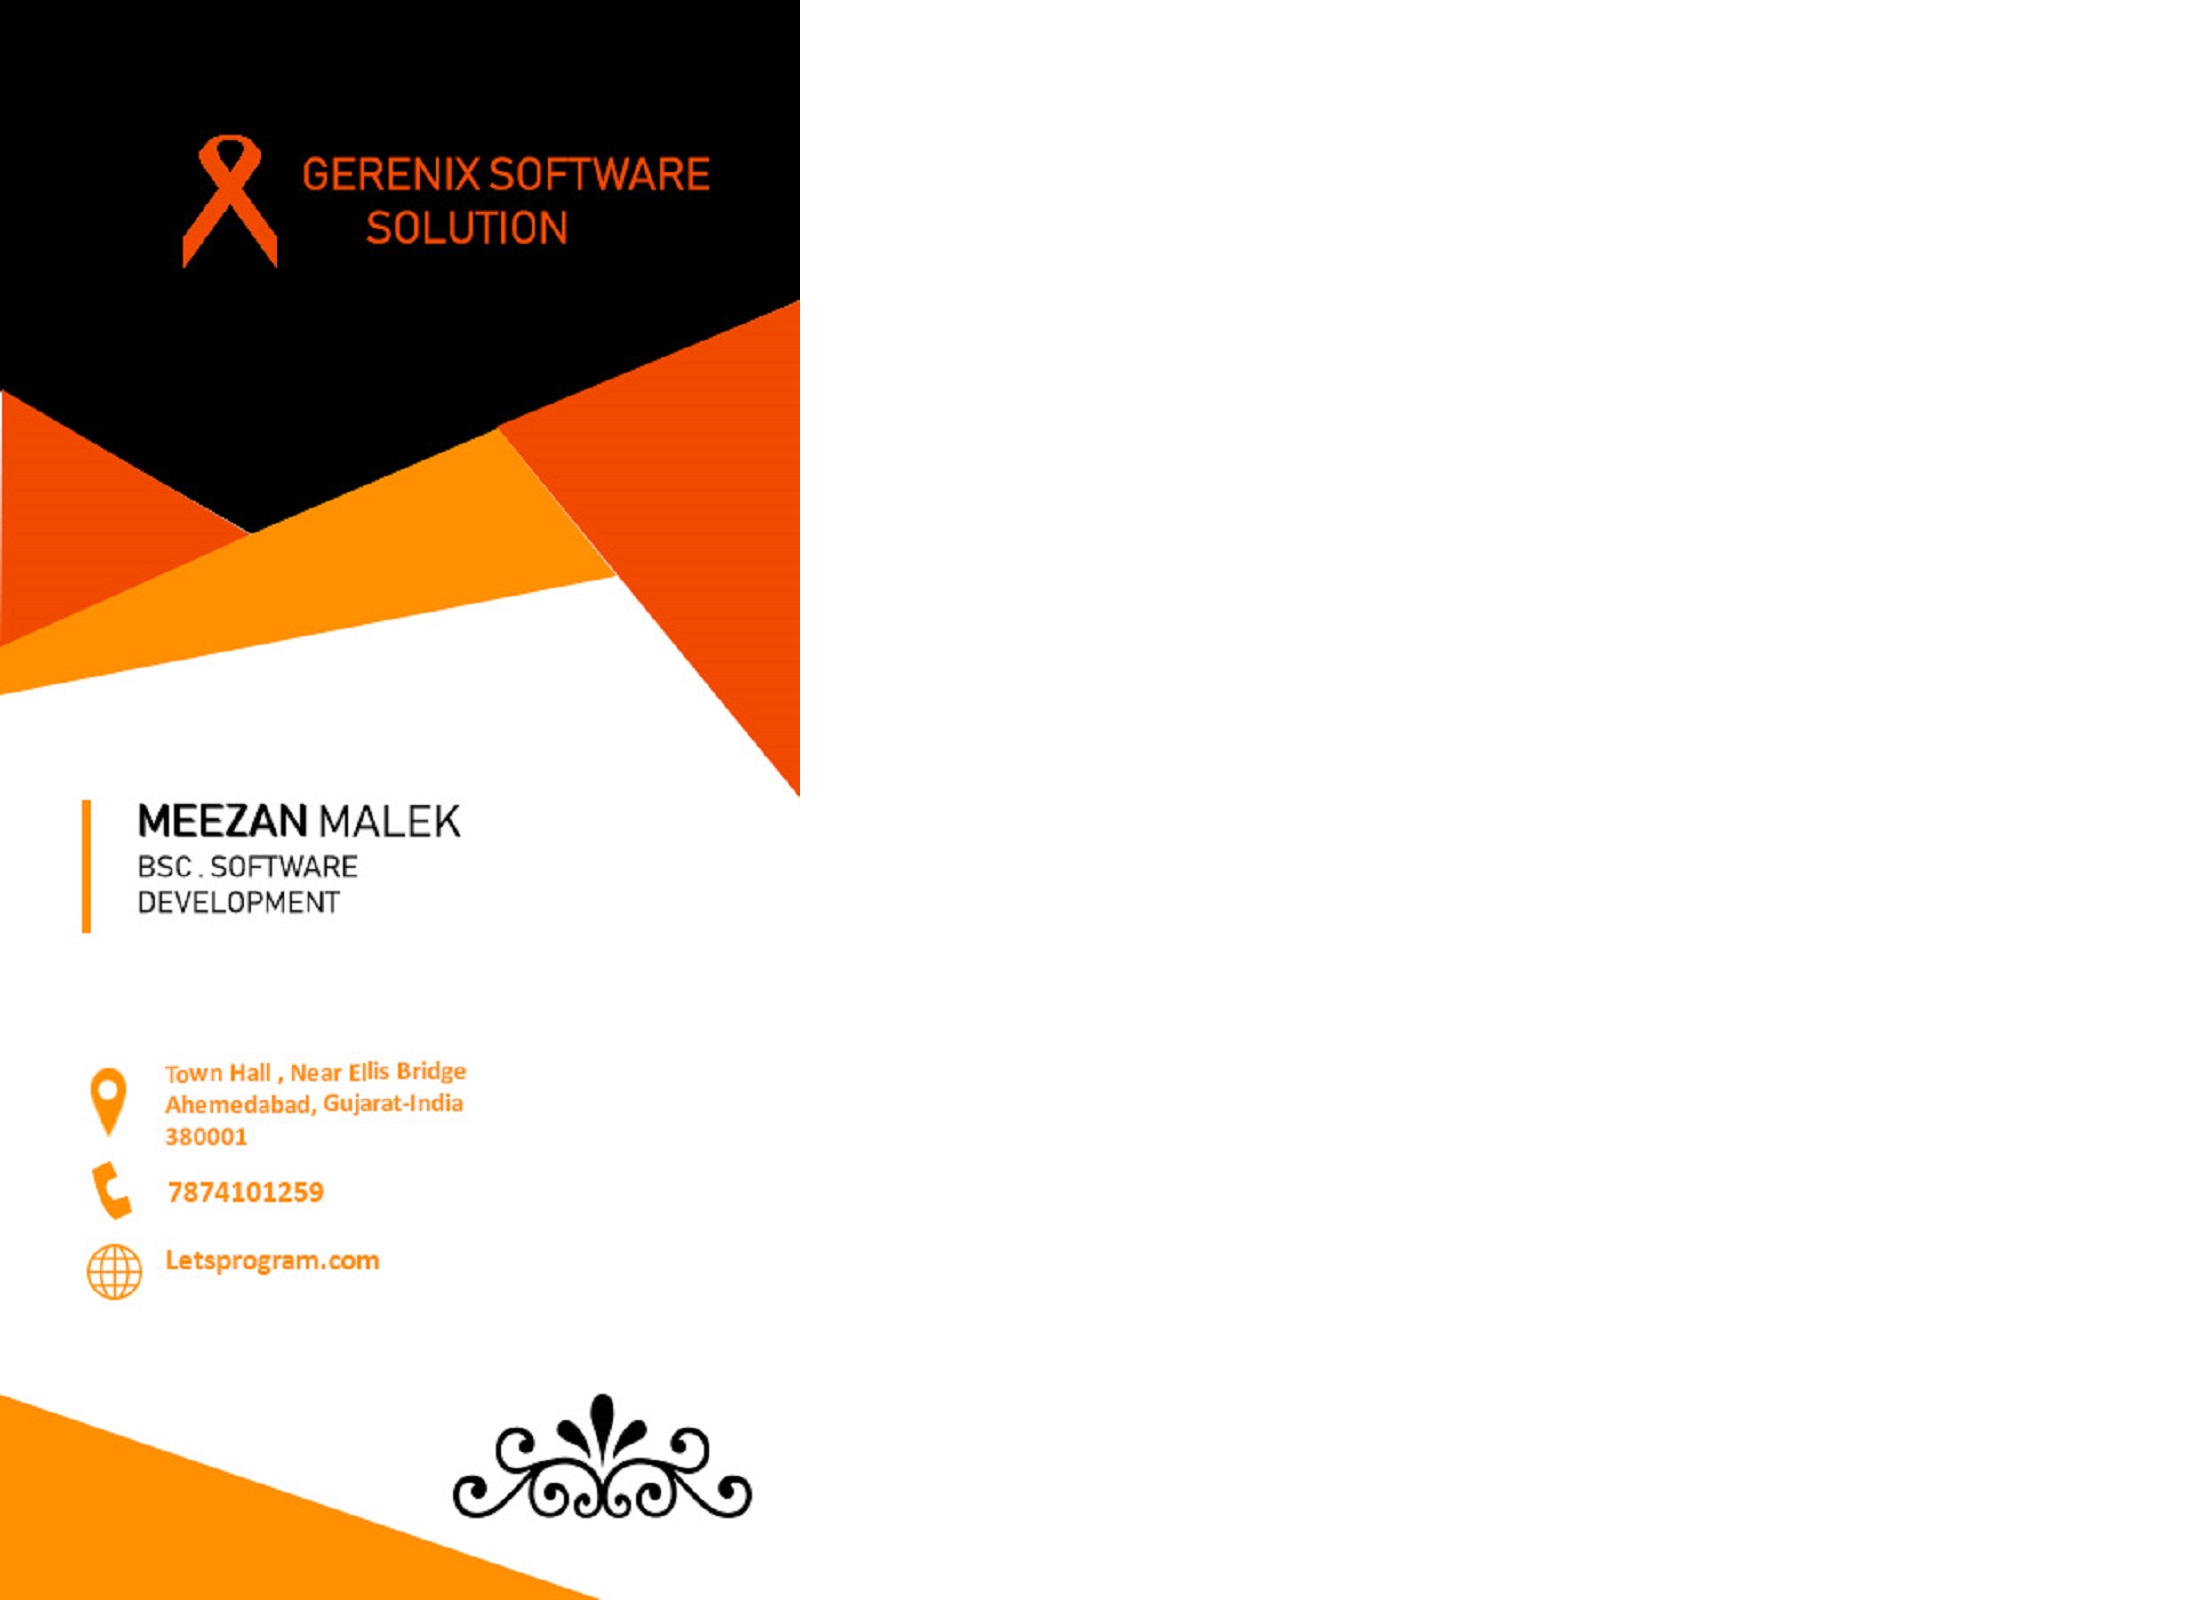 GERENIX SOFTWARE
SOLUTION
MEEZAN MALEK
BSC . SOFTWARE
DEVELOPMENT
Town Hall , Near Ellis Bridge
Ahemedabad, Gujarat-India
380001
7874101259
Letsprogram.com